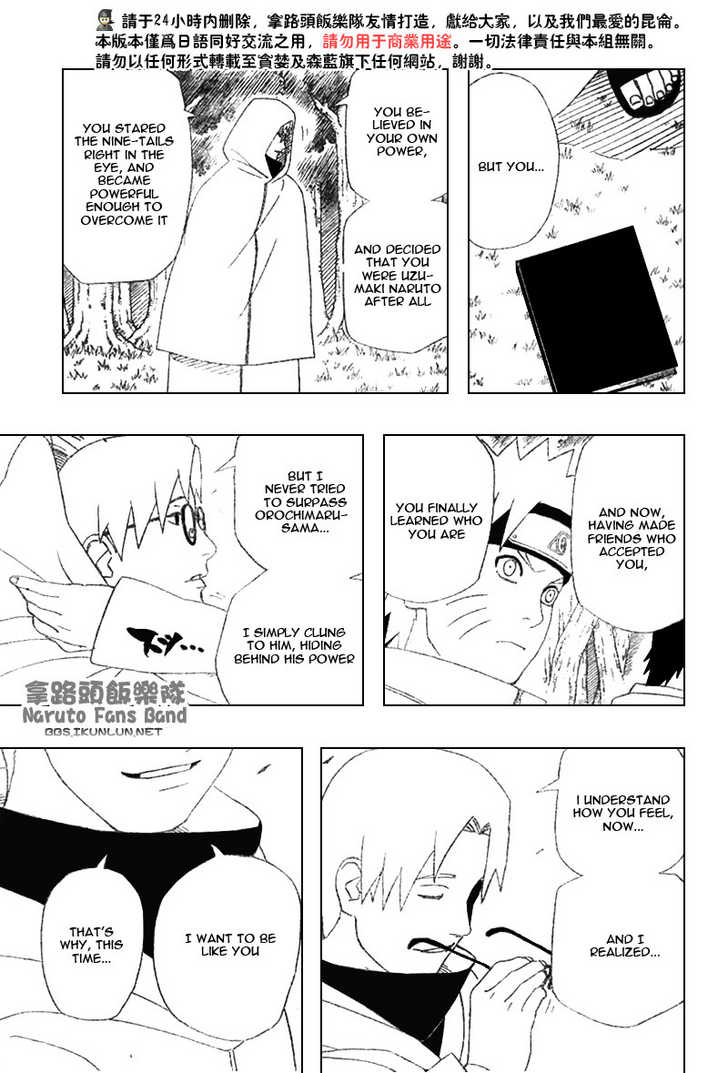 請于24小時內刪除，拿路頭飯樂隊友情打造，獻給大家，以及我們最愛的昆侖。
本版本僅爲日語同好交流之用，請勿用于商業用途。一切法律責任與本組無關。
請勿以任何形式轉載至貪婪及森藍旗下任何網站，謝謝。
BUT YOU...
YOU BE-
LIEVED IN
YOUR OWN
POWER,
AND DECIDED
THAT YOU
WERE UZU-
MAKI NARUTO
AFTER ALL
YOU STARED
THE NINE-TAILS
RIGHT IN THE
EYE, AND
BECAME
POWERFUL
ENOUGH TO
OVERCOME IT
AND NOW,
HAVING MADE
FRIENDS WHO
ACCEPTED
YOU,
YOU FINALLY
LEARNED WHO
YOU ARE
BUT I
NEVER TRIED
TO SURPASS
OROCHIMARU-
SAMA...
I SIMPLY CLUNG
TO HIM, HIDING
BEHIND HIS POWER
拿路頭飯樂隊
Naruto Fans Band
BBS.IKUNLUN.NET
I UNDERSTAND
HOW YOU FEEL,
NOW...
AND I
REALIZED...
I WANT TO BE
LIKE YOU
THAT'S
WHY, THIS
TIME...